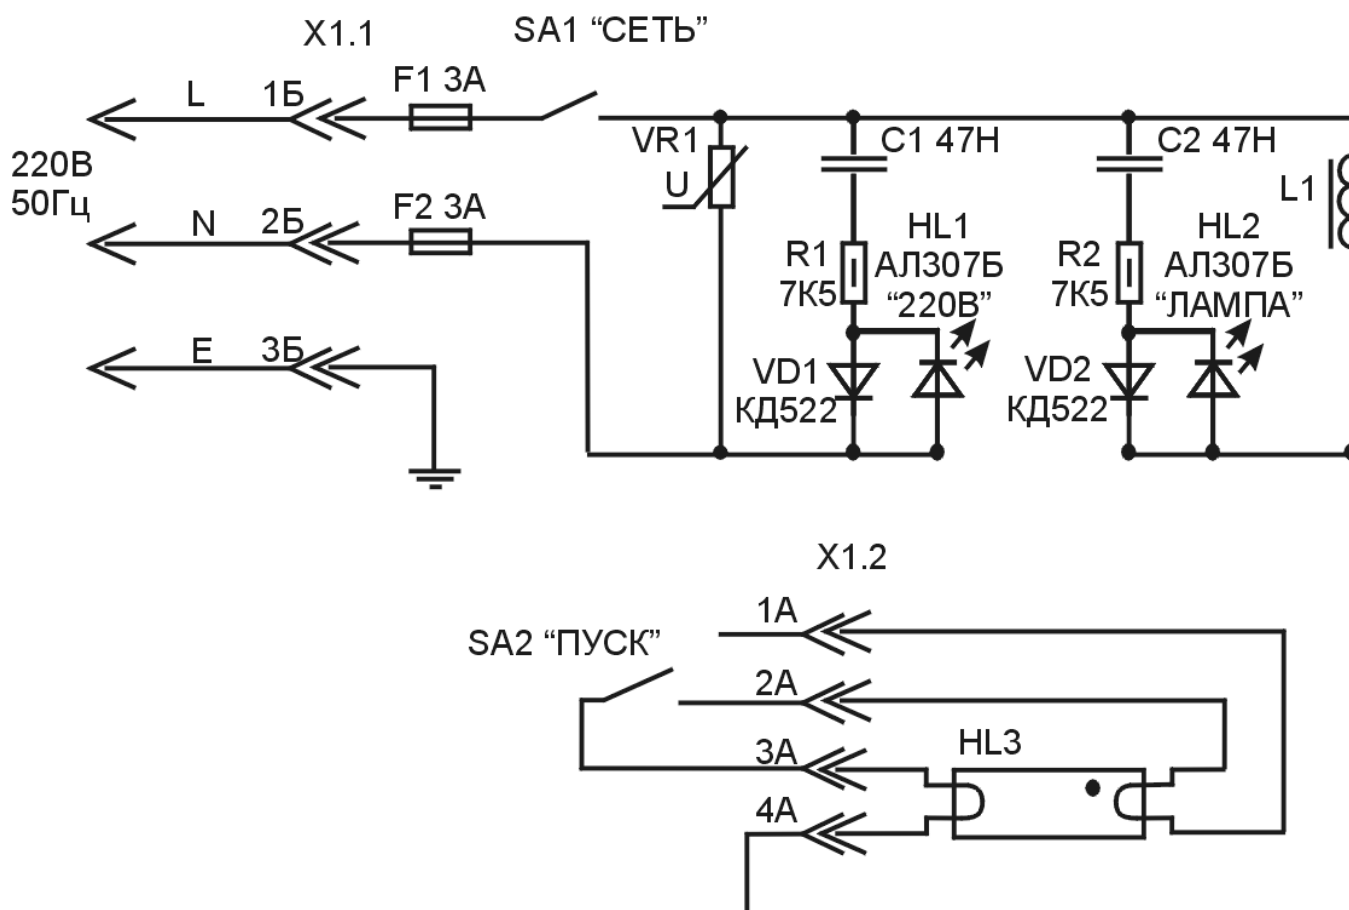 X1.1
SA1 “СЕТЬ”
L
1Б
F1 3А
220В
50Гц
VR1
U
C1 47Н
C2 47Н
L1
N
2Б
F2 3А
R1
7К5
HL1
АЛ307Б
“220В”
R2
7К5
HL2
АЛ307Б
“ЛАМПА”
E
3Б
VD1
КД522
VD2
КД522
X1.2
1А
SA2 “ПУСК”
2А
3А
HL3
4А